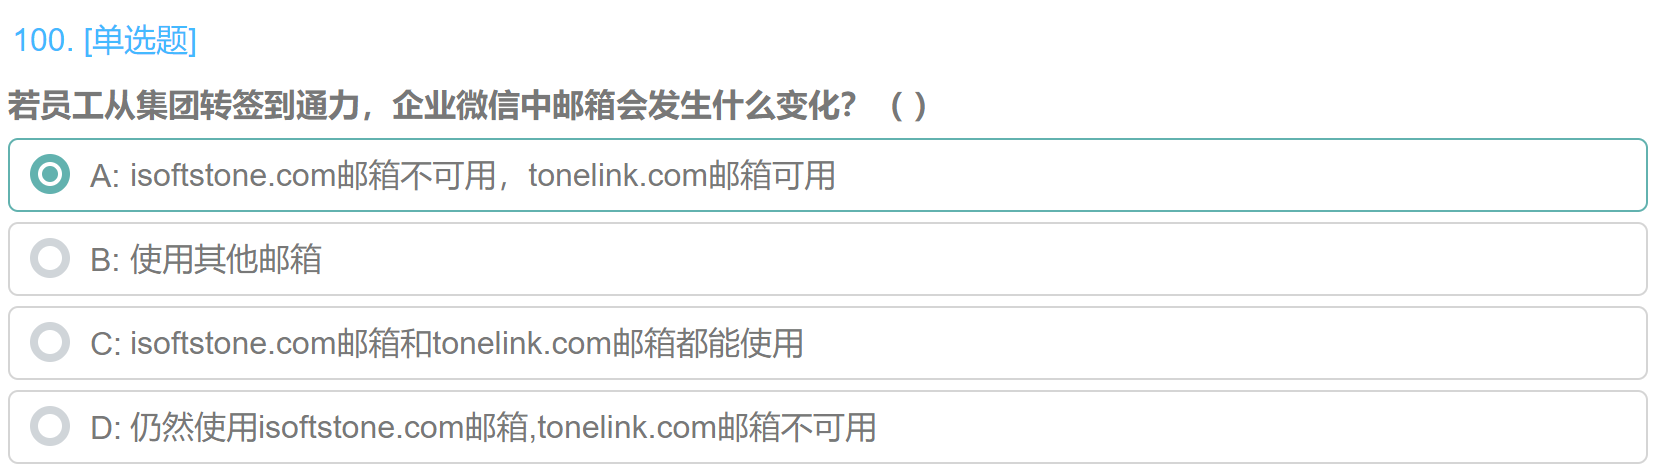 100. [单选题]
若员工从集团转签到通力，企业微信中邮箱会发生什么变化？ （ ）
A: isoftstone.com邮箱不可用，tonelink.com邮箱可用
B: 使用其他邮箱
C: isoftstone.com邮箱和tonelink.com邮箱都能使用
D: 仍然使用isoftstone.com邮箱,tonelink.com邮箱不可用